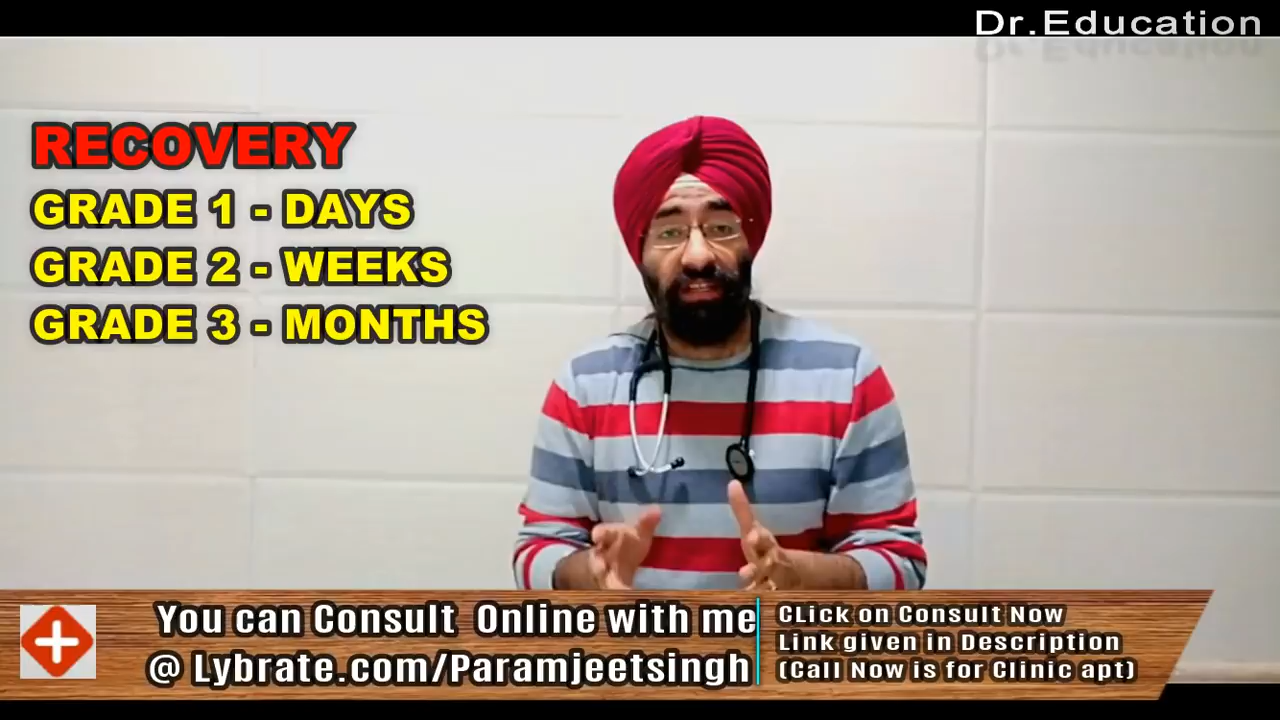 Dr.Education
RECOVERY
GRADE 1 - DAYS
GRADE 2 - WEEKS
GRADE 3 - MONTHS
You can Consult Online with me
@ Lybrate.com/Paramjeetsingh
CLick on Consult Now
Link given in Description
(Call Now is for Clinic apt)